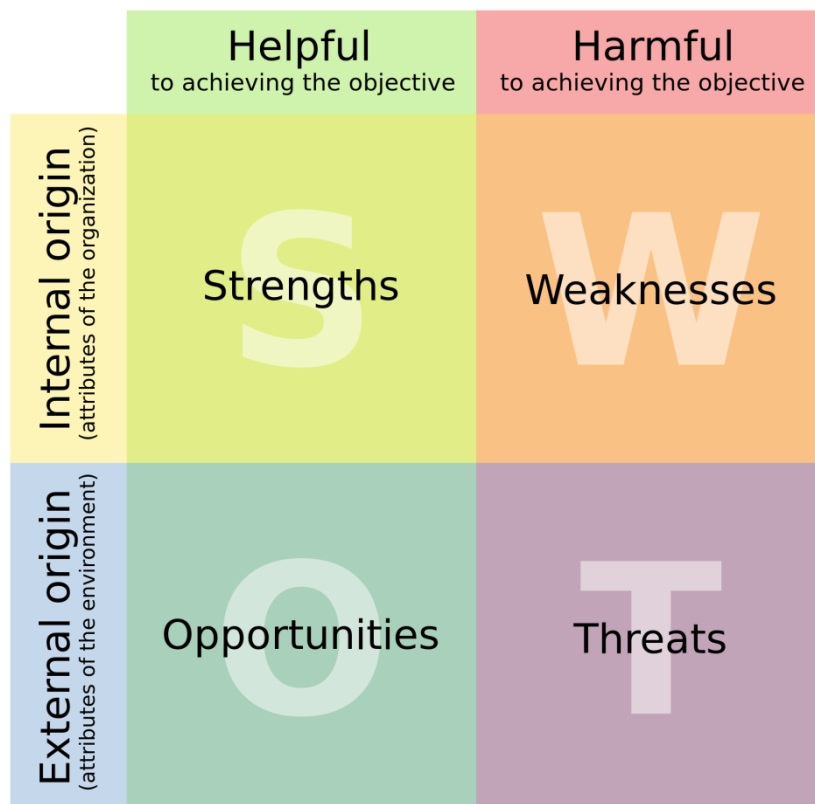 Helpful
to achieving the objective
Harmful
to achieving the objective
Internal origin
(attributes of the organization)
S
Strengths
W
Weaknesses
External origin
(attributes of the environment)
O
Opportunities
T
Threats